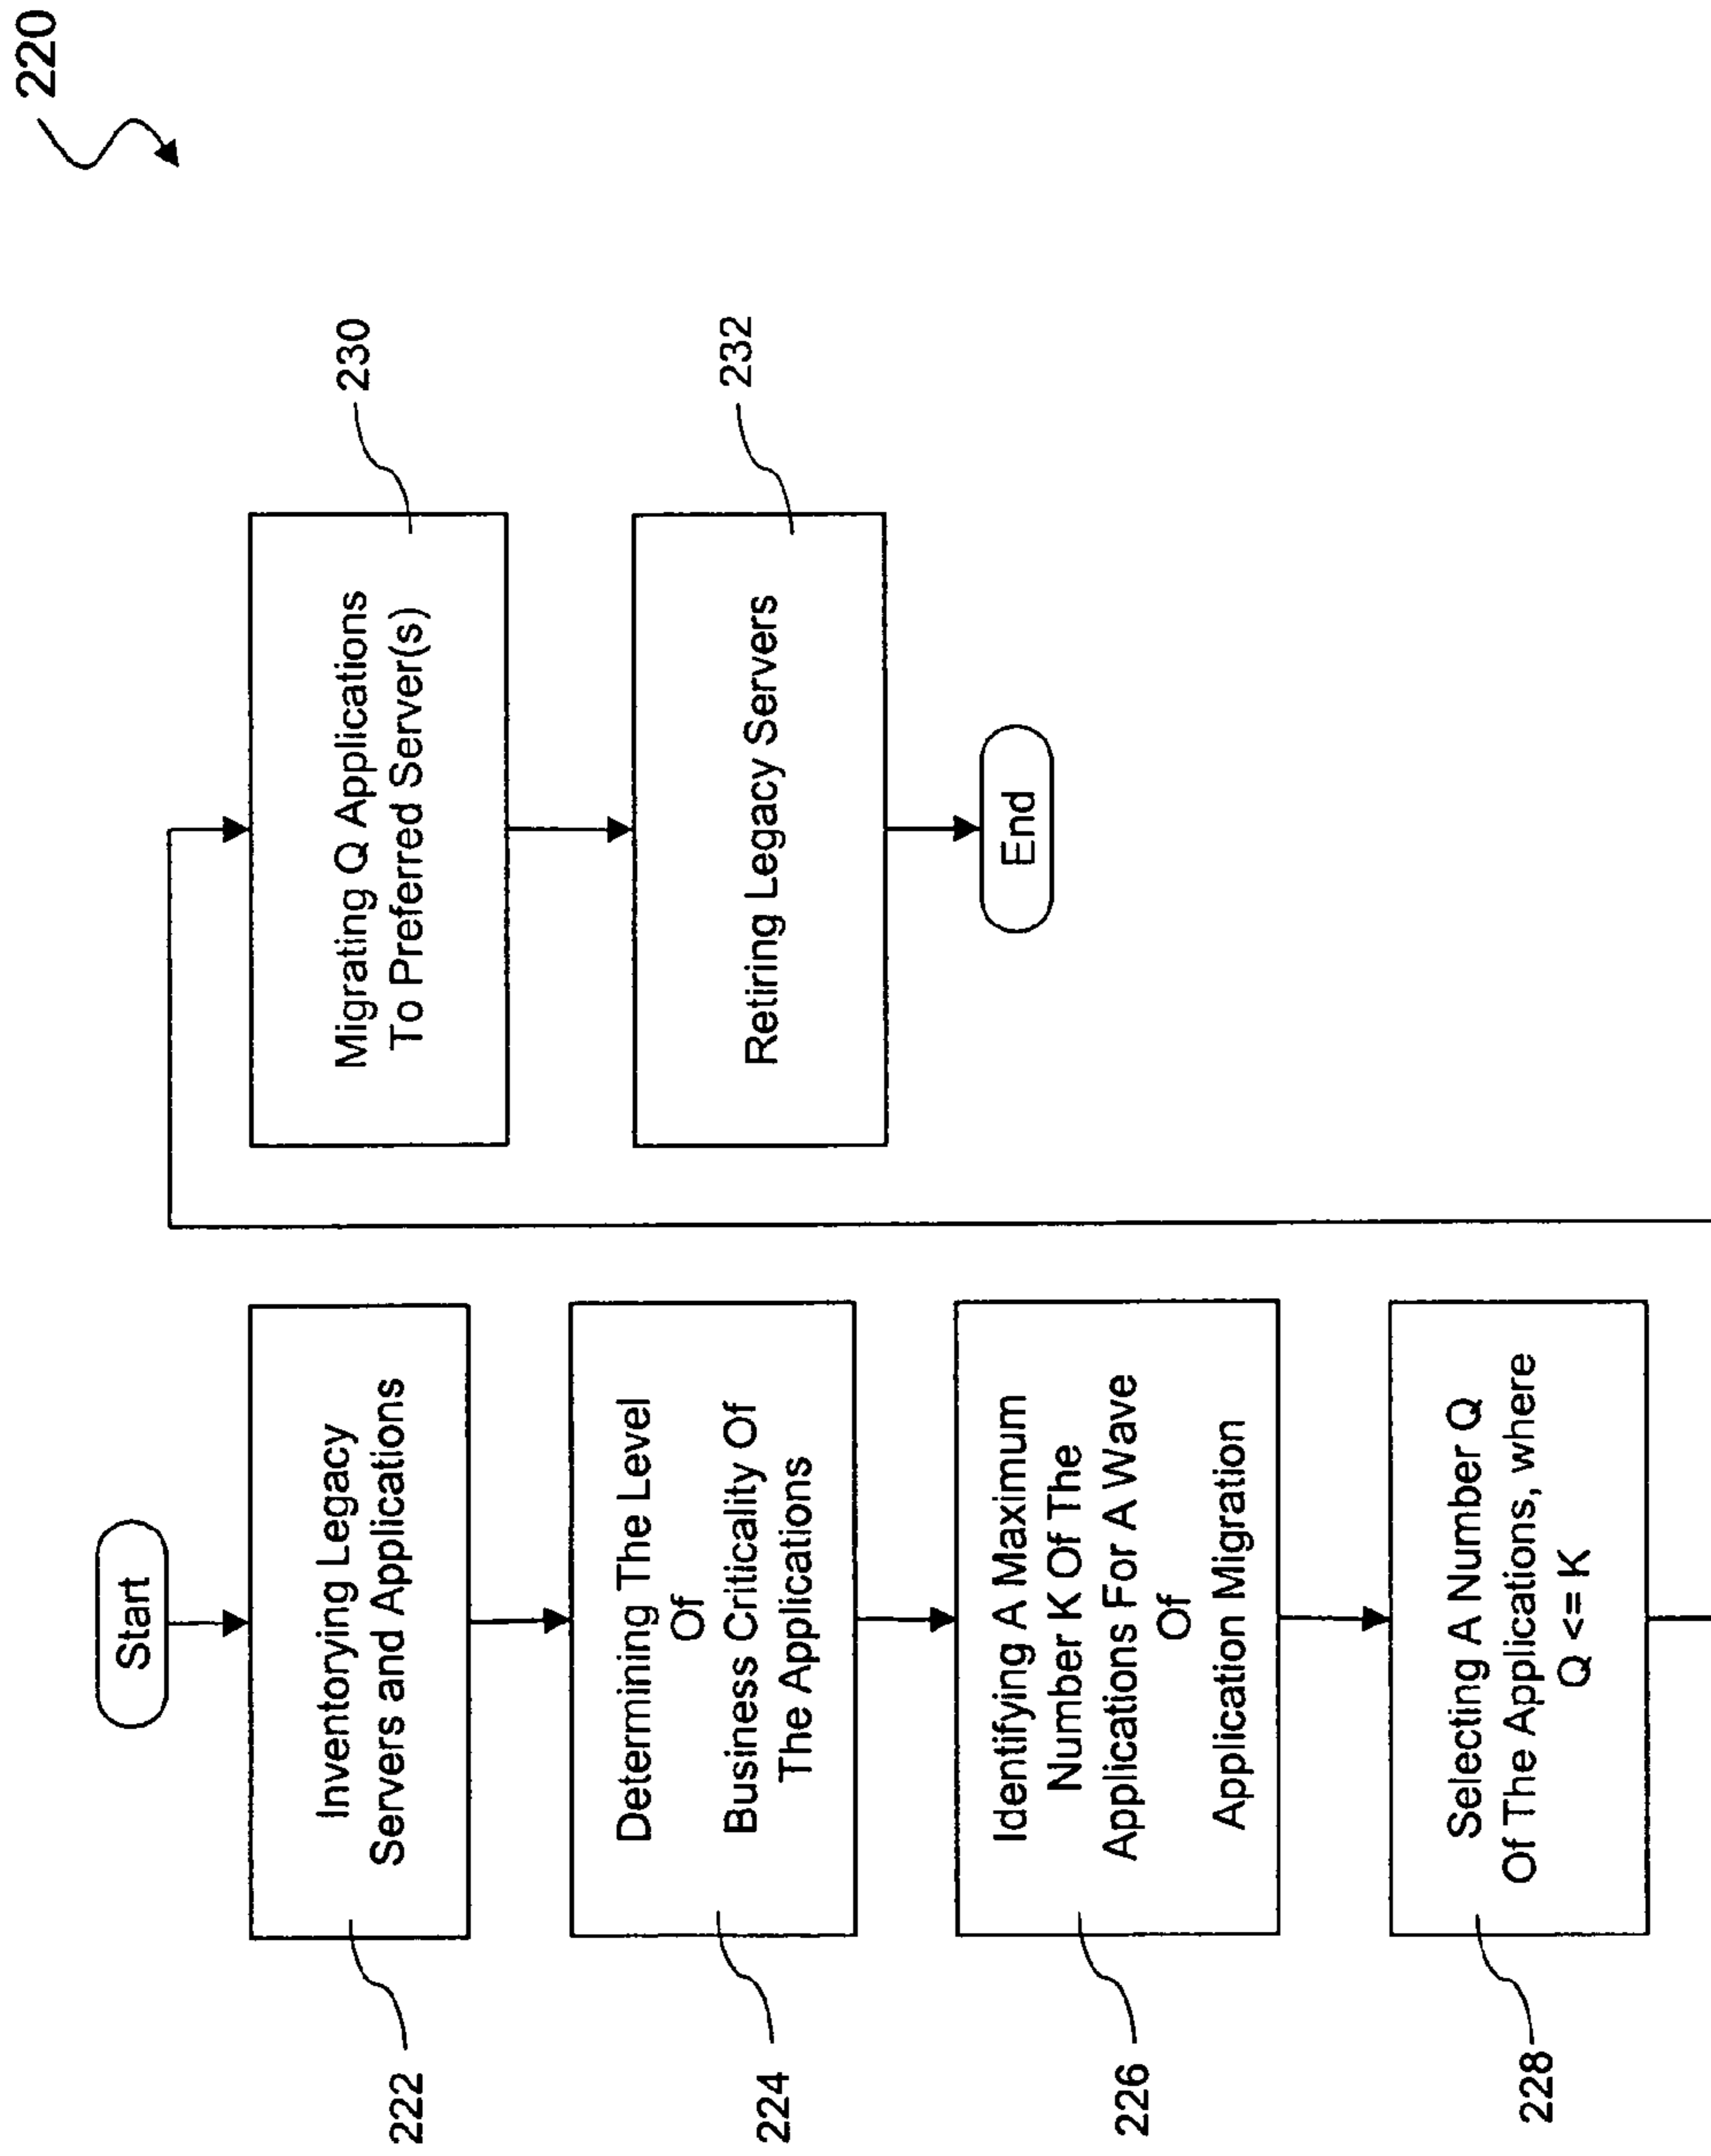 220
Start
222
Inventorying Legacy
Servers and Applications
224
Determining The Level
Of
Business Criticality Of
The Applications
226
Identifying A Maximum
Number K Of The
Applications For A Wave
Of
Application Migration
228
Selecting A Number Q
Of The Applications, where
Q <= K
230
Migrating Q Applications
To Preferred Server(s)
232
Retiring Legacy Servers
End